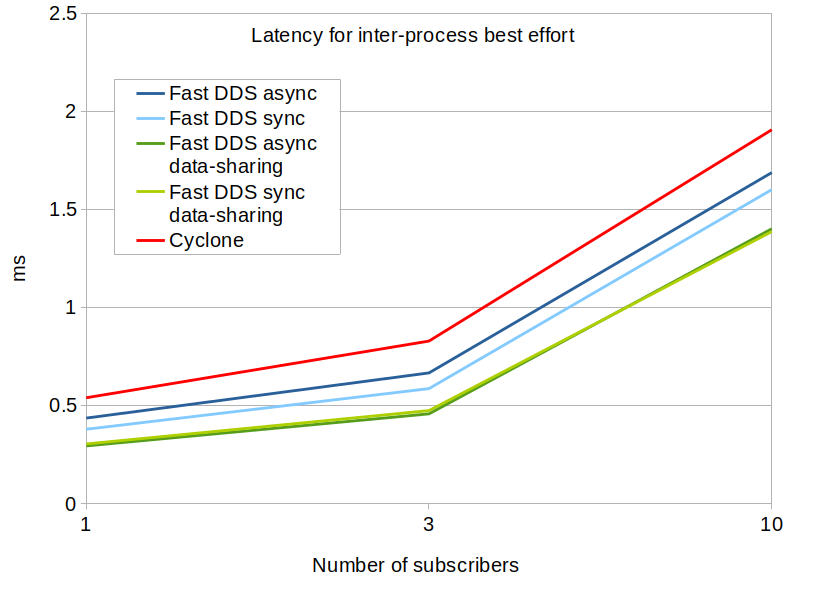 Latency for inter-process best effort
2.5
2
1.5
1
0.5
0
ms
Fast DDS async
Fast DDS sync
Fast DDS async
data-sharing
Fast DDS sync
data-sharing
Cyclone
1 3 10
Number of subscribers